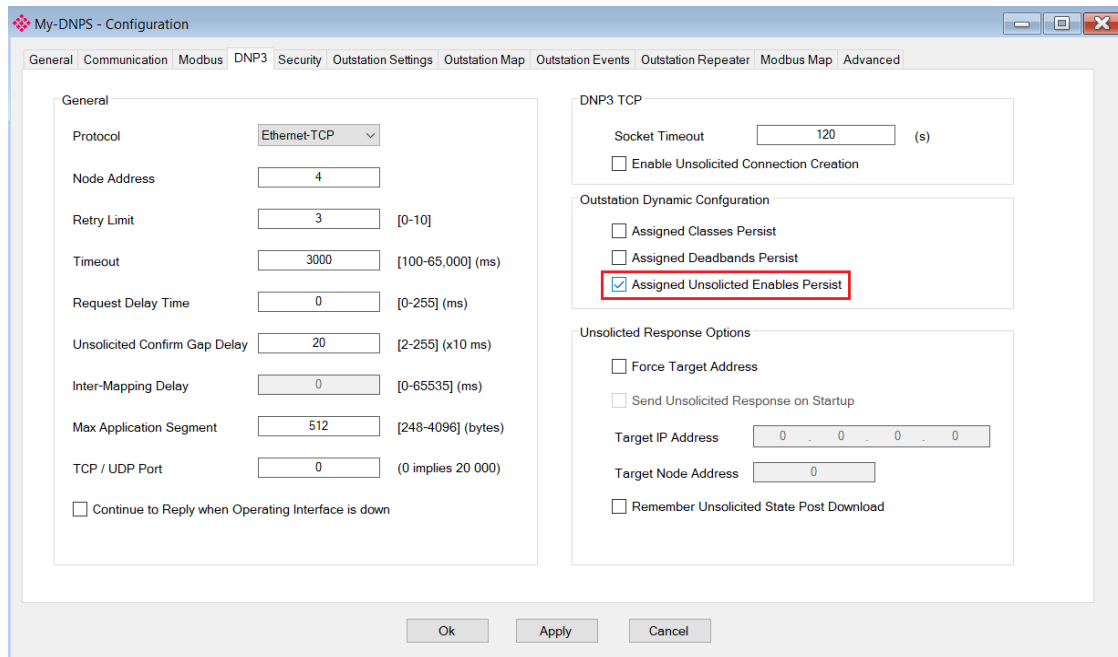 My-DNPS - Configuration
General Communication Modbus DNP3 Security Outstation Settings Outstation Map Outstation Events Outstation Repeater Modbus Map Advanced
General
Protocol Ethernet-TCP
Node Address 4
Retry Limit 3 [0-10]
Timeout 3000 [100-65,000] (ms)
Request Delay Time 0 [0-255] (ms)
Unsolicited Confirm Gap Delay 20 [2-255] (x10 ms)
Inter-Mapping Delay 0 [0-65535] (ms)
Max Application Segment 512 [248-4096] (bytes)
TCP / UDP Port 0 (0 implies 20 000)
Continue to Reply when Operating Interface is down
DNP3 TCP
Socket Timeout 120 (s)
Enable Unsolicited Connection Creation
Outstation Dynamic Confguration
Assigned Classes Persist
Assigned Deadbands Persist
Assigned Unsolicted Enables Persist
Unsolicted Response Options
Force Target Address
Send Unsolicited Response on Startup
Target IP Address 0 . 0 . 0 . 0
Target Node Address 0
Remember Unsolicited State Post Download
Ok Apply Cancel